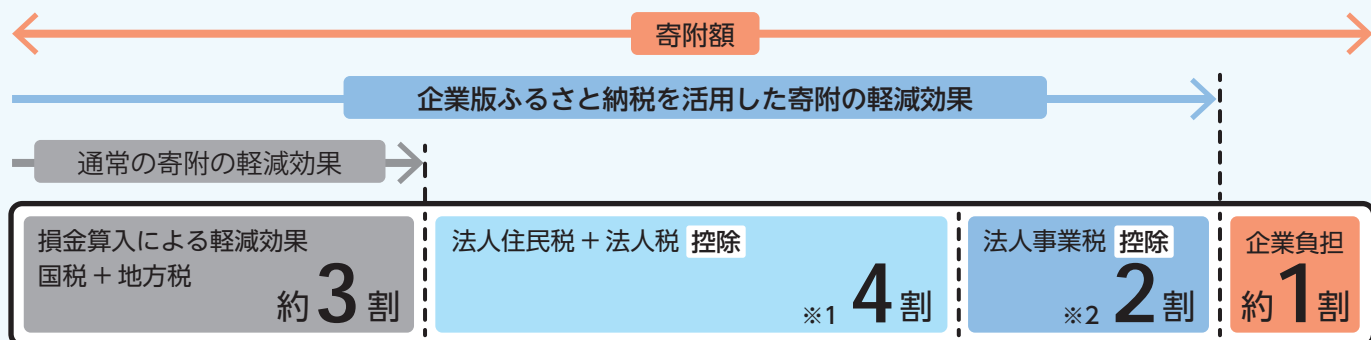 寄附額
企業版ふるさと納税を活用した寄附の軽減効果
通常の寄附の軽減効果
損金算入による軽減効果
国税＋地方税
約3割
法人住民税＋法人税 控除
※1 4割
法人事業税 控除
※2 2割
企業負担
約1割